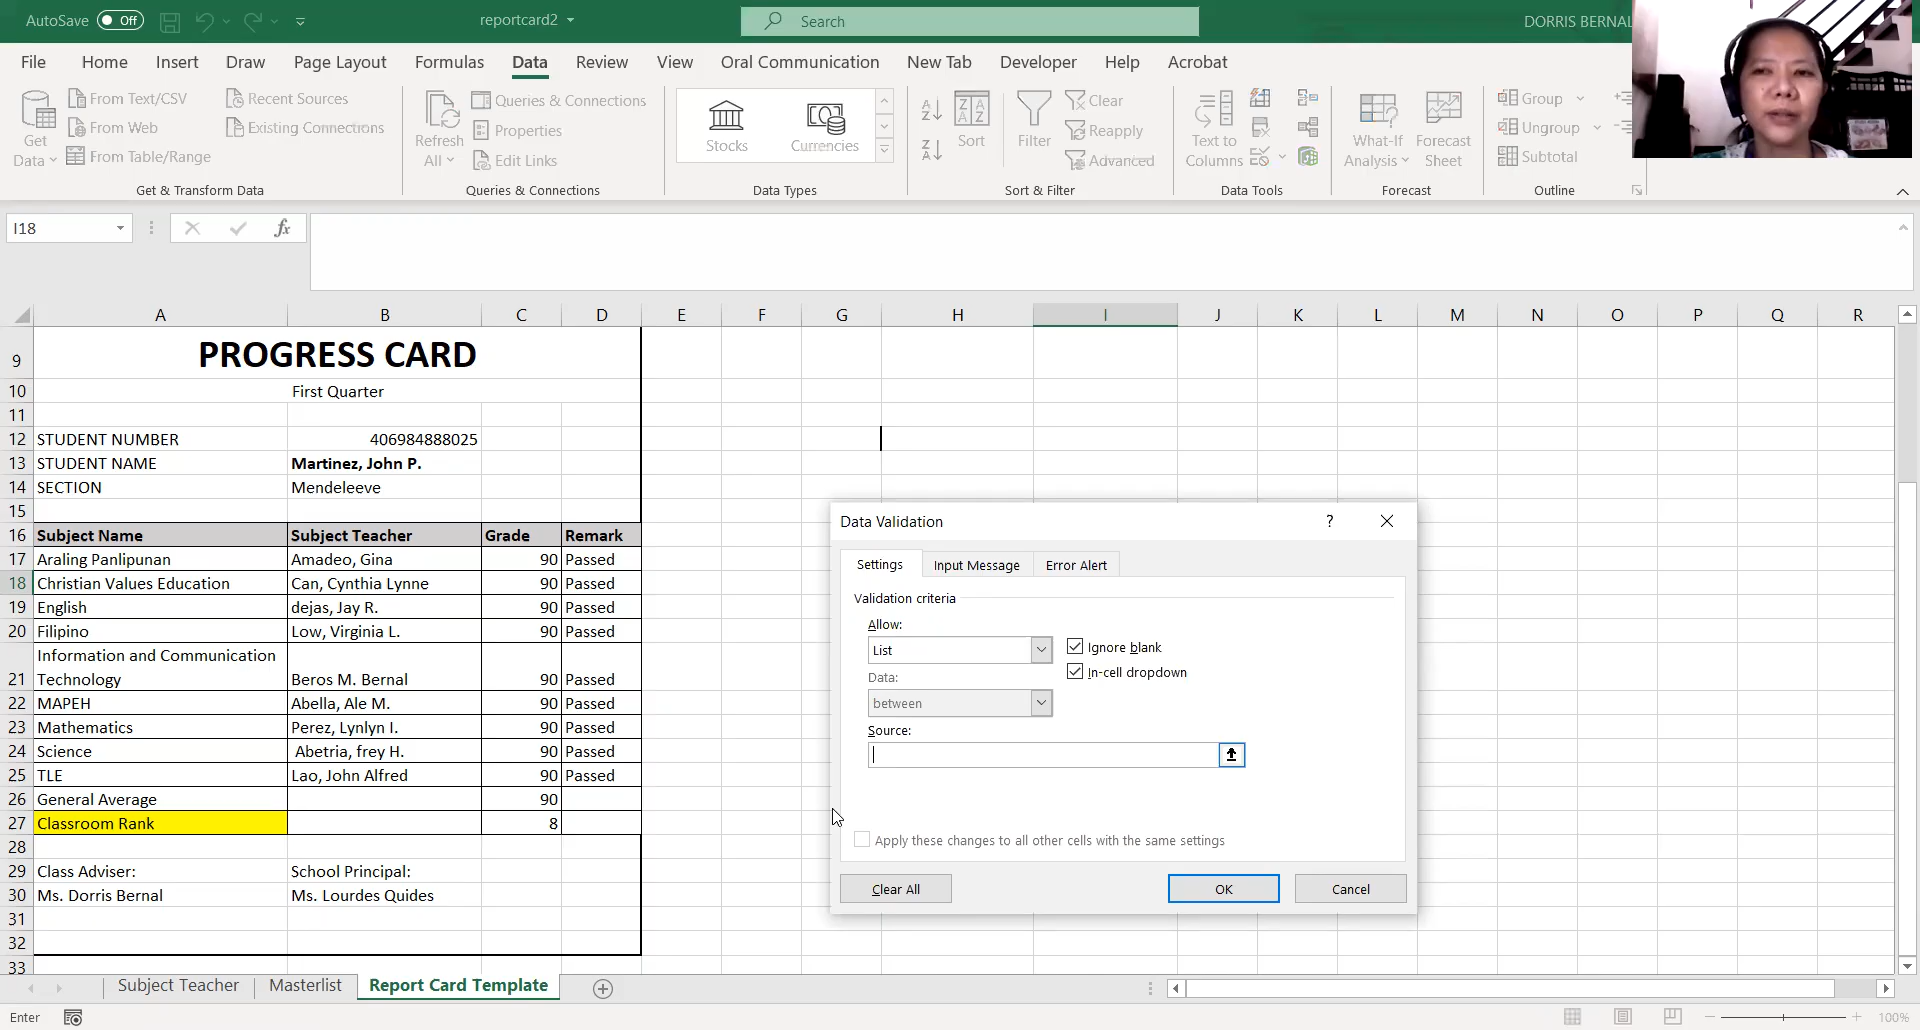 AutoSave Off
reportcard2
Search
DORRIS BERNAL
File Home Insert Draw Page Layout Formulas Data Review View Oral Communication New Tab Developer Help Acrobat
Get Data
From Text/CSV
From Web
From Table/Range
Recent Sources
Existing Connections
Get & Transform Data
Refresh All
Queries & Connections
Properties
Edit Links
Queries & Connections
Stocks
Currencies
Data Types
Sort
Filter
Clear
Reapply
Advanced
Sort & Filter
Text to Columns
Data Tools
What-If Analysis
Forecast Sheet
Forecast
Group
Ungroup
Subtotal
Outline
I18
fx
A B C D E F G H I J K L M N O P Q R
9 PROGRESS CARD
10 First Quarter
11
12 STUDENT NUMBER 406984888025
13 STUDENT NAME Martinez, John P.
14 SECTION Mendeleeve
15
16 Subject Name Subject Teacher Grade Remark
17 Araling Panlipunan Amadeo, Gina 90 Passed
18 Christian Values Education Can, Cynthia Lynne 90 Passed
19 English dejas, Jay R. 90 Passed
20 Filipino Low, Virginia L. 90 Passed
Information and Communication
21 Technology Beros M. Bernal 90 Passed
22 MAPEH Abella, Ale M. 90 Passed
23 Mathematics Perez, Lynlyn I. 90 Passed
24 Science Abetria, frey H. 90 Passed
25 TLE Lao, John Alfred 90 Passed
26 General Average 90
27 Classroom Rank 8
28
29 Class Adviser: School Principal:
30 Ms. Dorris Bernal Ms. Lourdes Quides
31
32
33
Data Validation ?
Settings Input Message Error Alert
Validation criteria
Allow:
List
Ignore blank
In-cell dropdown
Data:
between
Source:
Apply these changes to all other cells with the same settings
Clear All OK Cancel
Subject Teacher Masterlist Report Card Template
Enter
100%